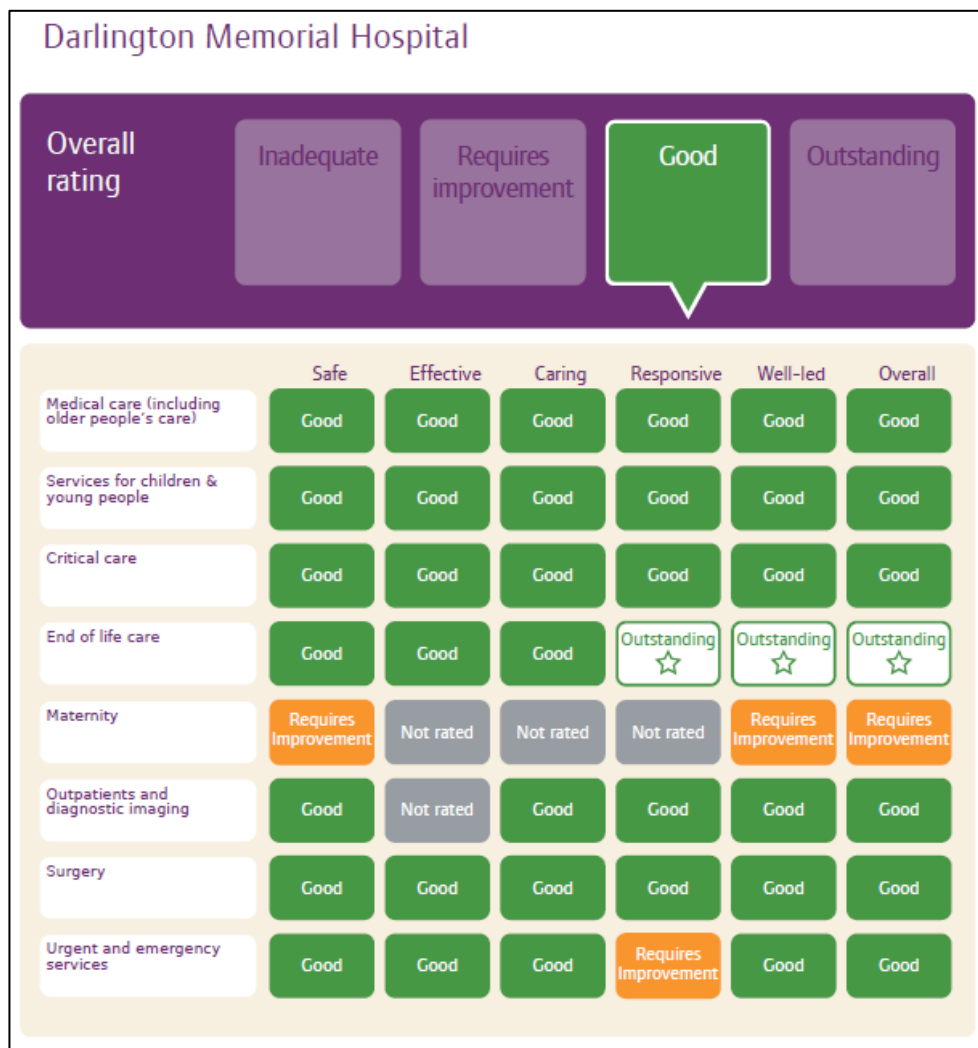 Darlington Memorial Hospital
Overall
rating
Inadequate
Requires
improvement
Good
Outstanding
Safe Effective Caring Responsive Well-led Overall
Medical care (including
older people's care)
Good Good Good Good Good Good
Services for children &
young people
Good Good Good Good Good Good
Critical care
Good Good Good Good Good Good
End of life care
Good Good Good Outstanding Outstanding Outstanding
Maternity
Requires
Improvement
Not rated Not rated Not rated
Requires
Improvement
Requires
Improvement
Outpatients and
diagnostic imaging
Good Not rated Good Good Good Good
Surgery
Good Good Good Good Good Good
Urgent and emergency
services
Good Good Good
Requires
Improvement
Good Good